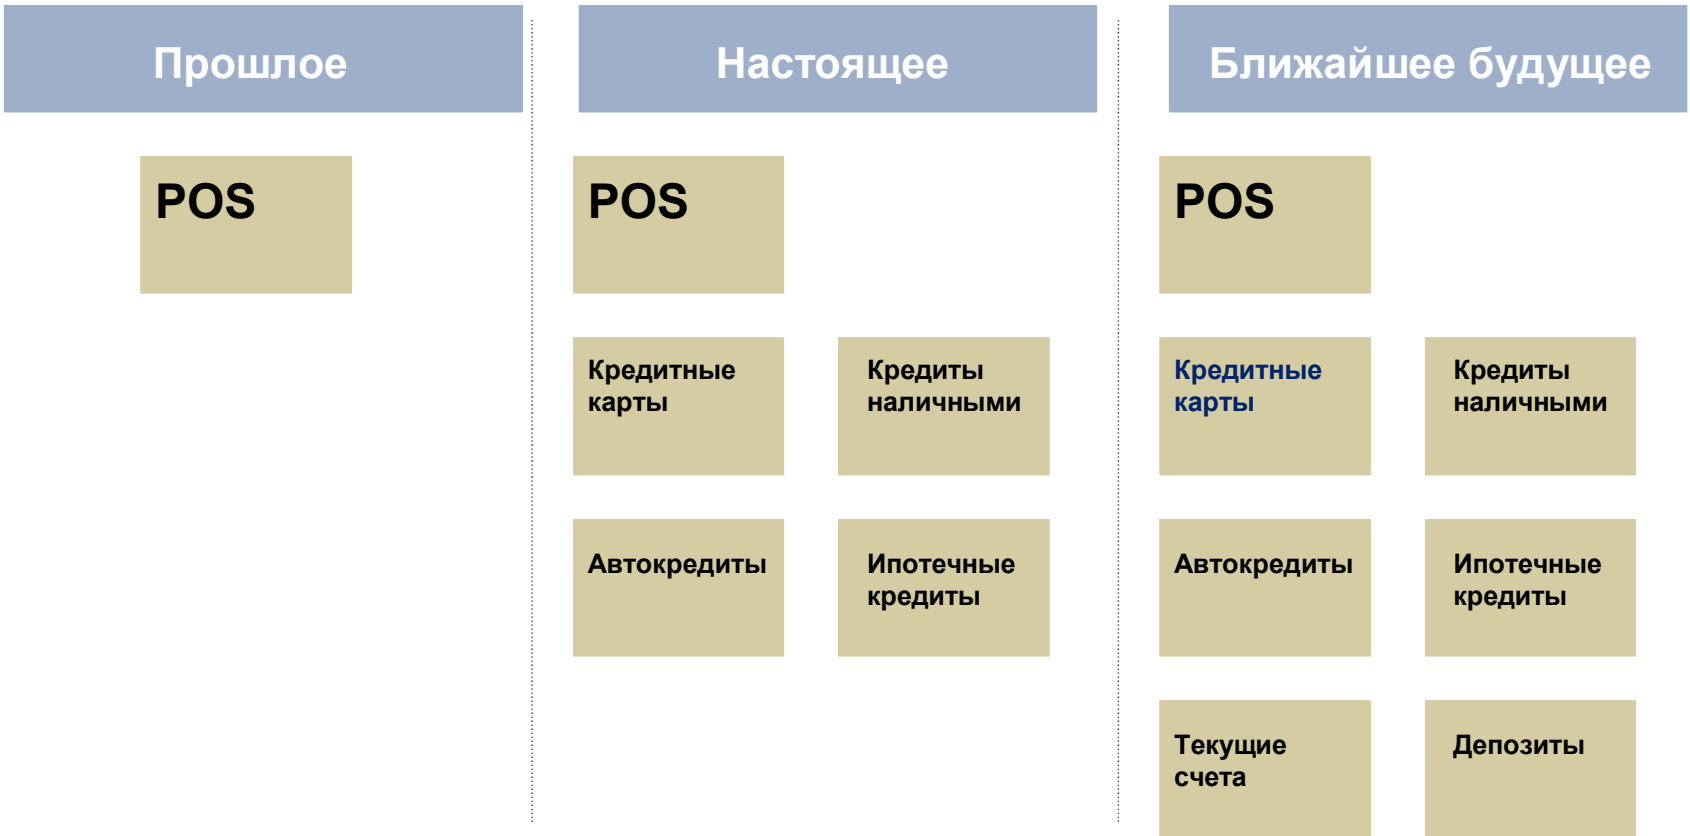 Прошлое
Настоящее
Ближайшее будущее
POS
POS
POS
Кредитные
карты
Кредиты
наличными
Кредитные
карты
Кредиты
наличными
Автокредиты
Ипотечные
кредиты
Автокредиты
Ипотечные
кредиты
Текущие
счета
Депозиты